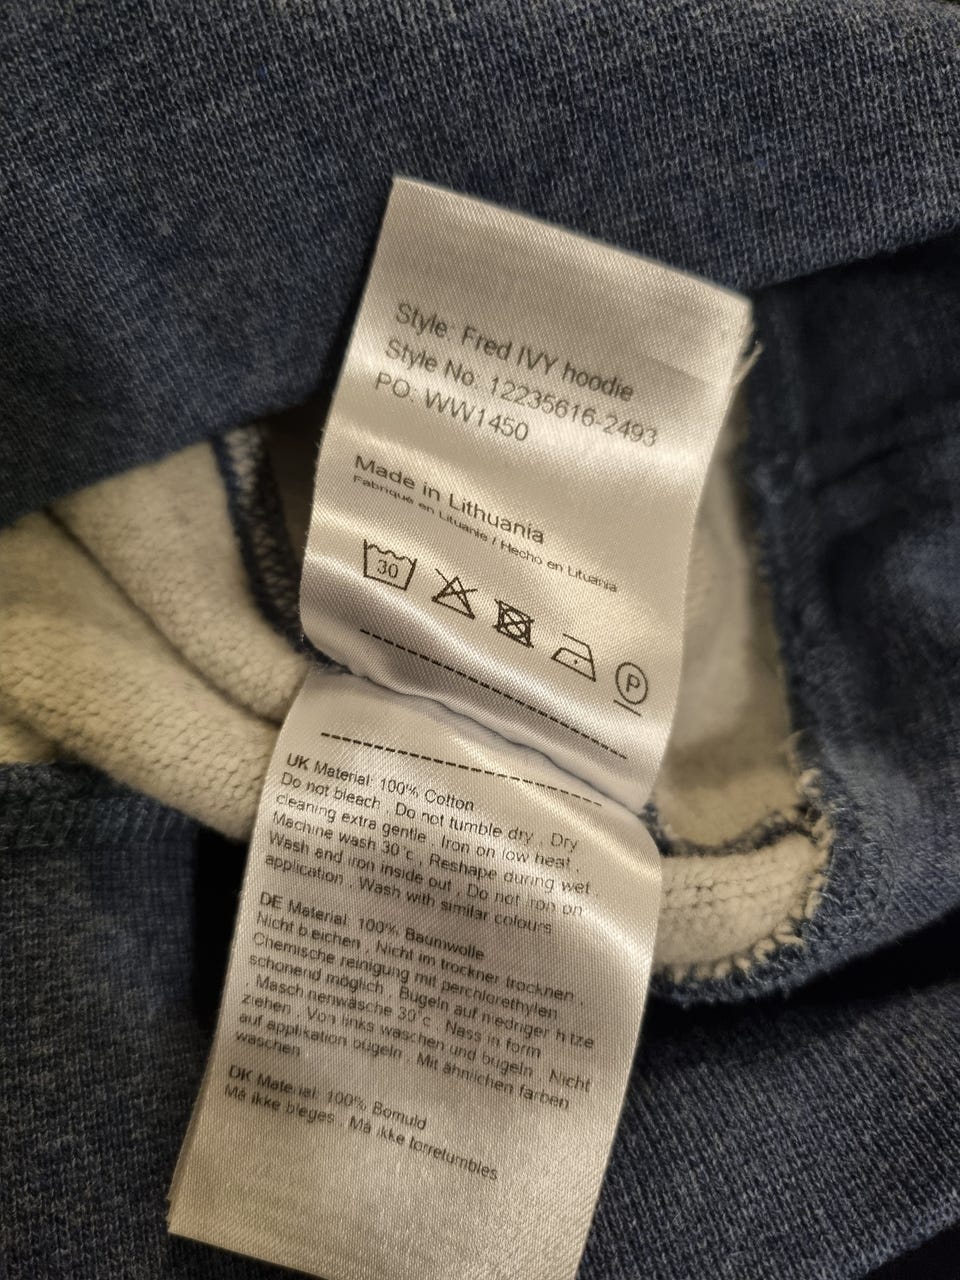 Style: Fred IVY hoodie
Style No: 12235616-2493
PO: WW1450
Made in Lithuania
Fabriqué en Lituanie / Hecho en Lituania
30
P
UK Material: 100% Cotton
Do not bleach . Do not tumble dry . Dry
cleaning extra gentle . Iron on low heat .
Machine wash 30°c . Reshape during wet .
Wash and iron inside out . Do not iron on
application . Wash with similar colours
DE Material: 100% Baumwolle
Nicht b eichen . Nicht im trockner trocknen .
Chemische reinigung mit perchlorethylen
schonend möglich . Bugeln auf niedriger h tze
. Masch nenwäsche 30°c . Nass in form
ziehen . Von links waschen und bugeln . Nicht
auf applikation bugeln . Mit ähnlichen farben
waschen
DK Material: 100% Bomuld
Må ikke bleges . Må ikke torretumbles